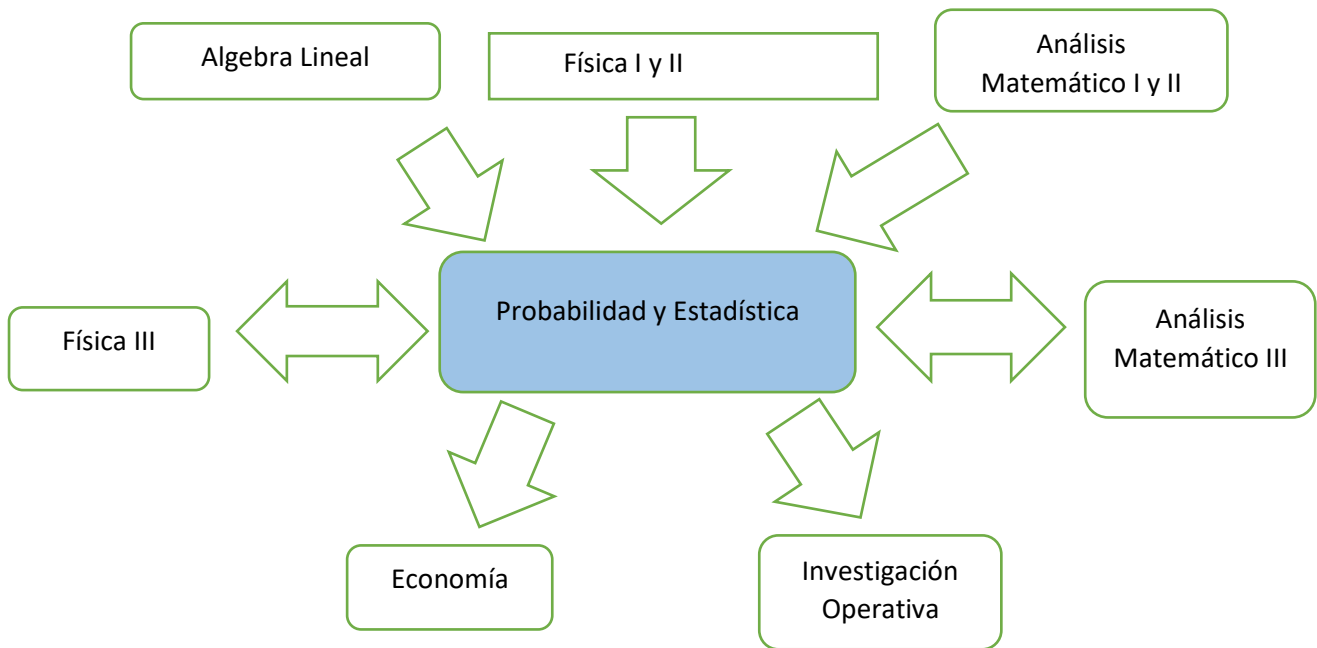 Algebra Lineal
Física I y II
Análisis
Matemático I y II
Probabilidad y Estadística
Física III
Análisis
Matemático III
Economía
Investigación
Operativa